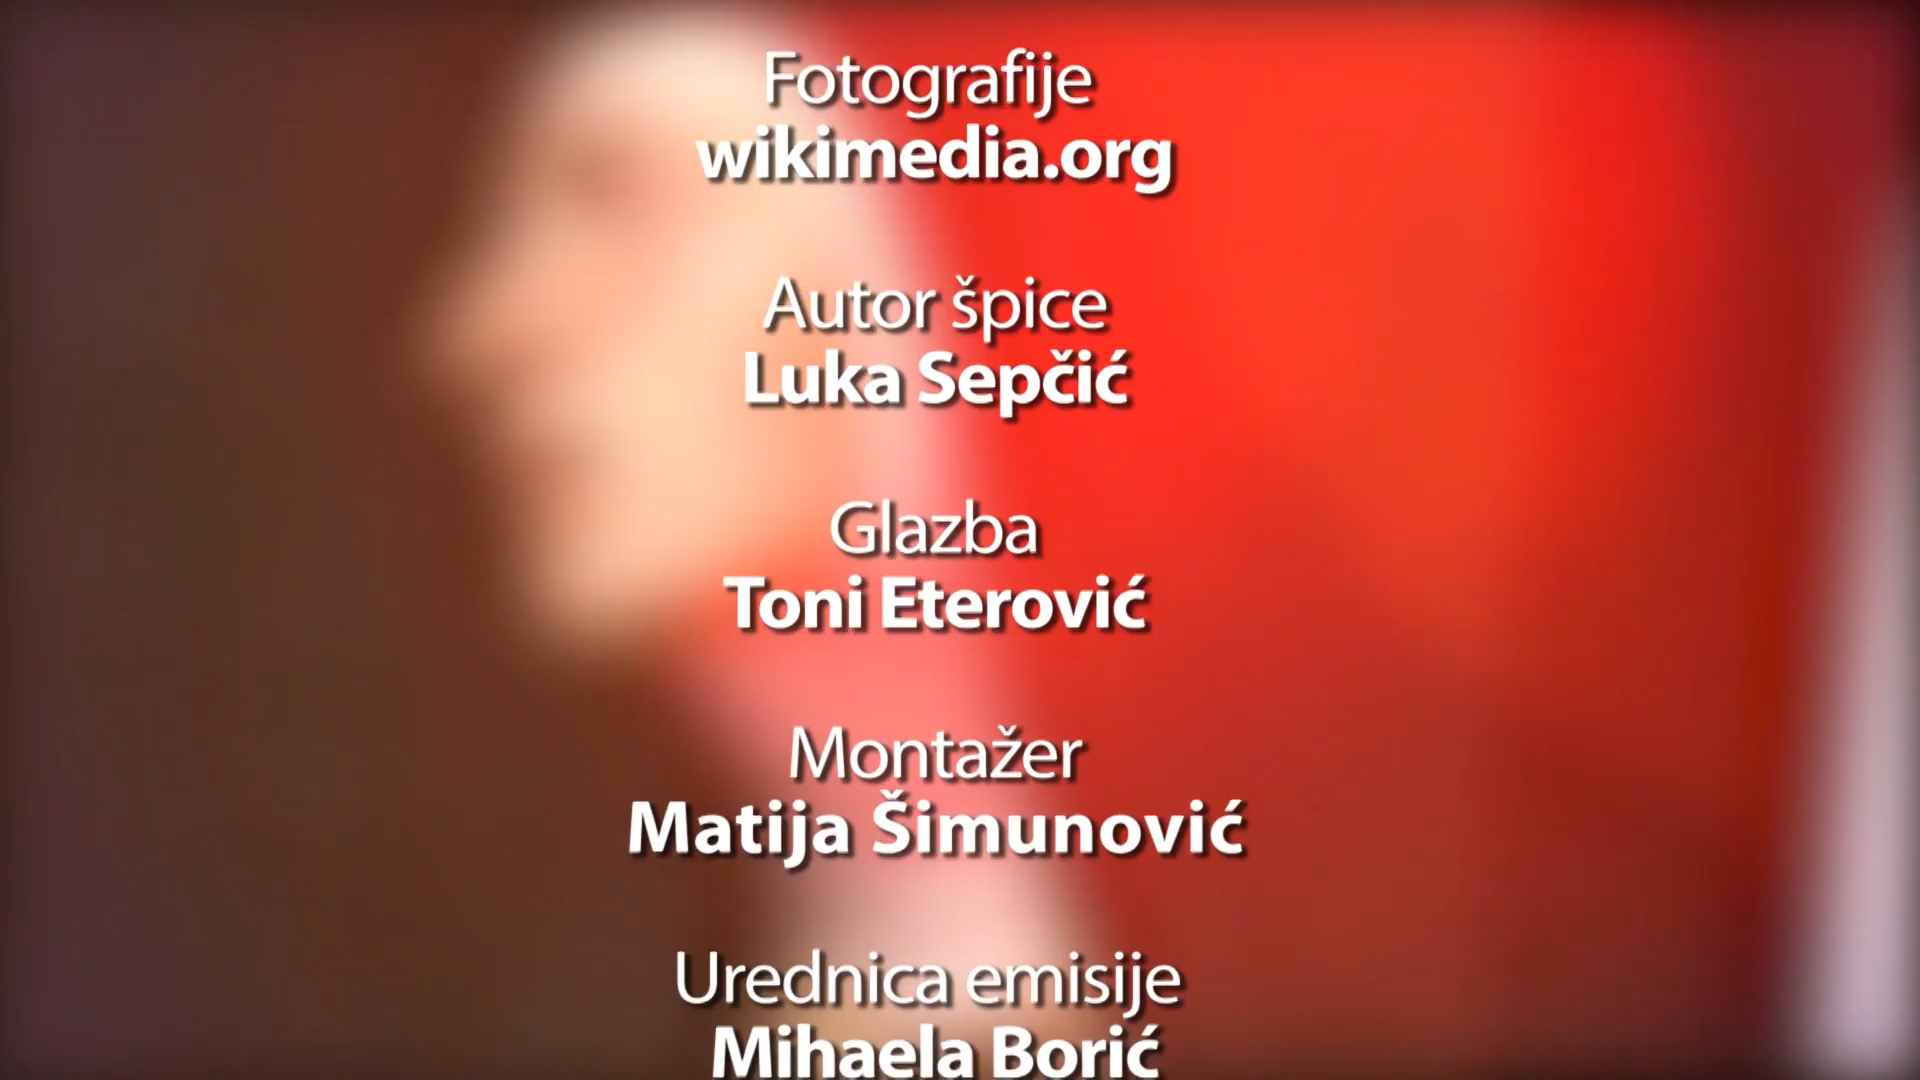 Fotografije
wikimedia.org
Autor špice
Luka Sepčić
Glazba
Toni Eterović
Montažer
Matija Šimunović
Urednica emisije
Mihaela Borić